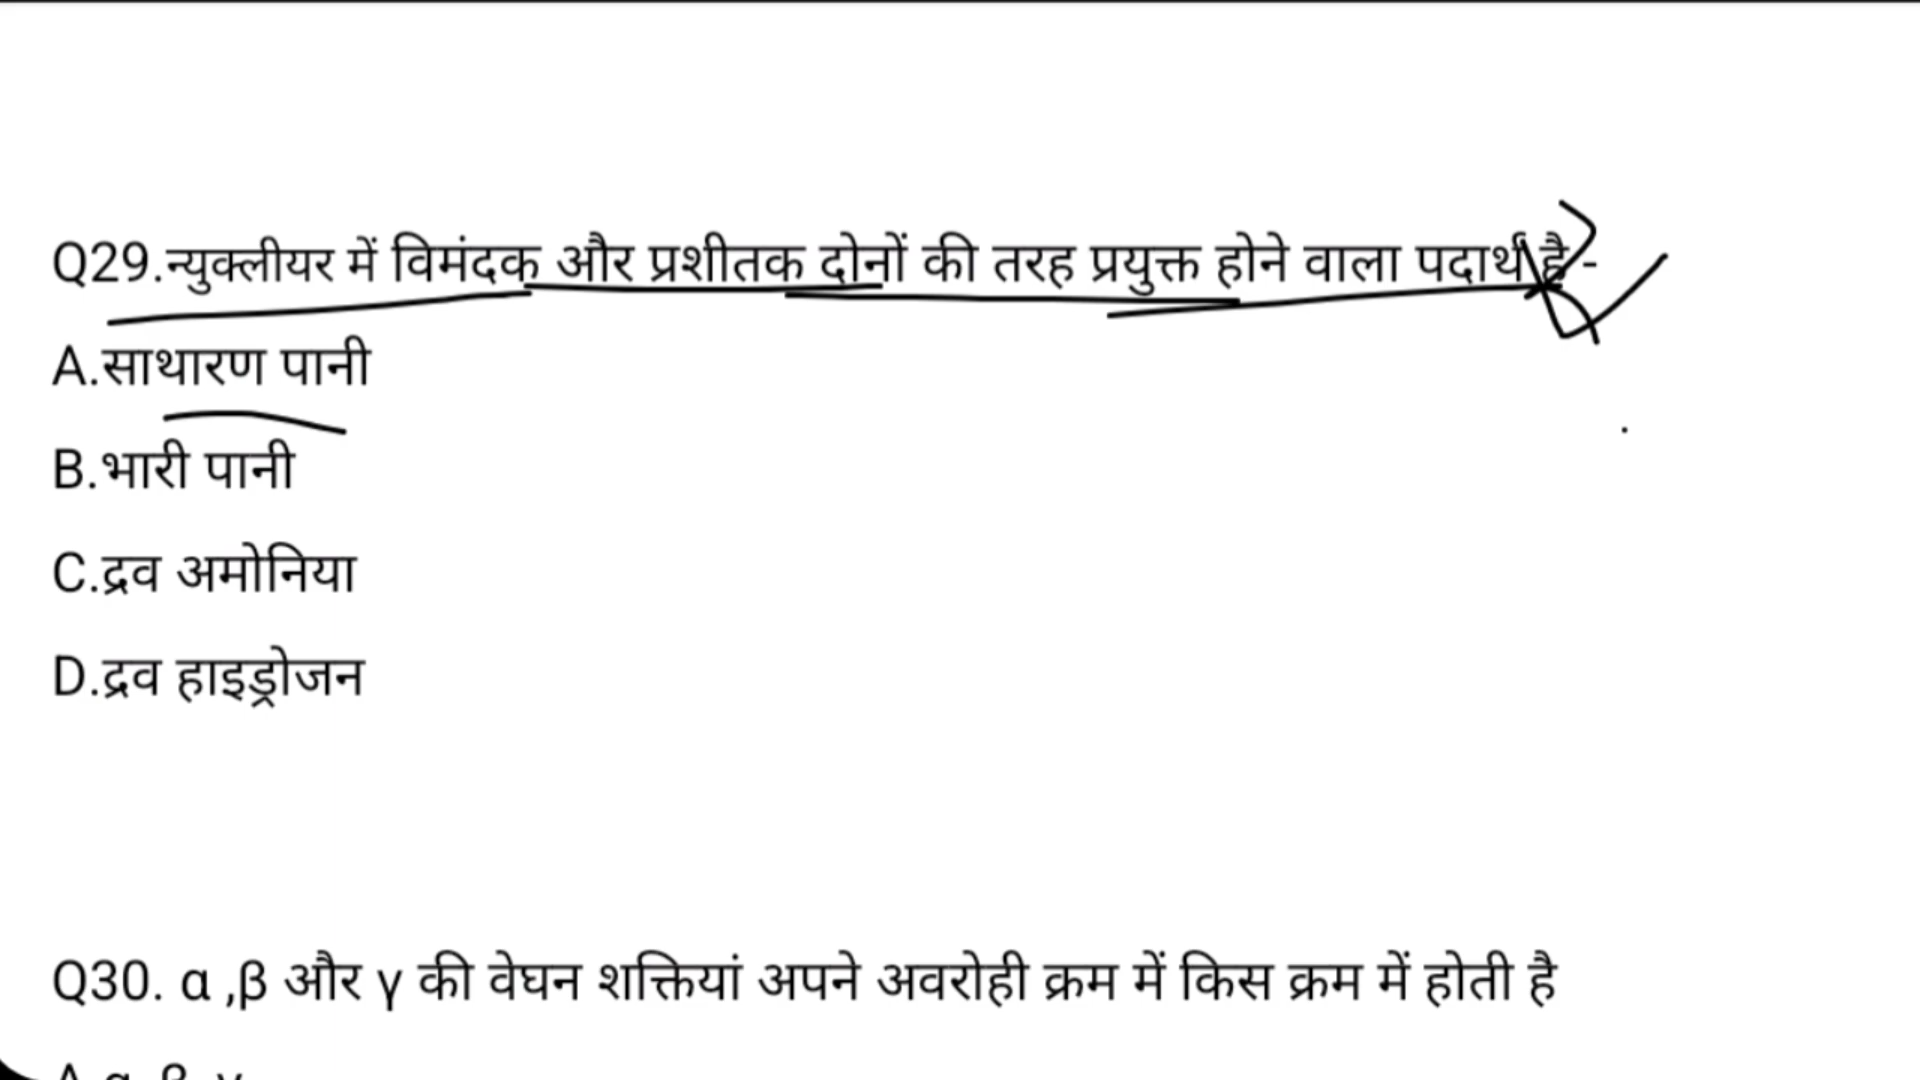 Q29.न्युक्लीयर में विमंदक और प्रशीतक दोनों की तरह प्रयुक्त होने वाला पदार्थ है -
A.साथारण पानी
B.भारी पानी
C.द्रव अमोनिया
D.द्रव हाइड्रोजन
Q30. α ,β और γ की वेघन शक्तियां अपने अवरोही क्रम में किस क्रम में होती है
A.α, β, γ